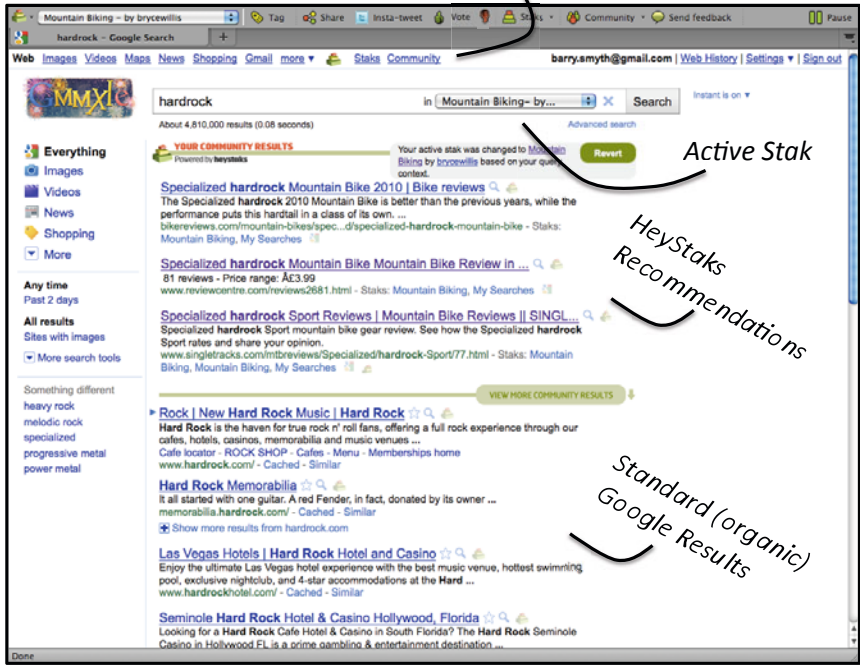 Mountain Biking - by brycewillis Tag Share Insta-tweet Vote Staks Community Send feedback Pause
hardrock - Google Search +
Web Images Videos Maps News Shopping Gmail more ▼ Staks Community barry.smyth@gmail.com | Web History | Settings ▼ | Sign out
MMXIe
hardrock in Mountain Biking- by... Search Instant is on ▼
About 4,810,000 results (0.08 seconds) Advanced search
Everything
Images
Videos
News
Shopping
More
Any time
Past 2 days
All results
Sites with images
More search tools
Something different
heavy rock
melodic rock
specialized
progressive metal
power metal
YOUR COMMUNITY RESULTS
Powered by heystaks
Your active stak was changed to Mountain
Biking by brycewillis based on your query
context.
Revert
Specialized hardrock Mountain Bike 2010 | Bike reviews
The Specialized hardrock 2010 Mountain Bike is better than the previous years, while the
performance puts this hardtail in a class of its own. ...
bikereviews.com/mountain-bikes/spec...d/specialized-hardrock-mountain-bike - Staks:
Mountain Biking, My Searches
Specialized hardrock Mountain Bike Mountain Bike Review in ...
81 reviews - Price range: Â£3.99
www.reviewcentre.com/reviews2681.html - Staks: Mountain Biking, My Searches
Specialized hardrock Sport Reviews | Mountain Bike Reviews || SINGL...
Specialized hardrock Sport mountain bike gear review. See how the Specialized hardrock
Sport rates and share your opinion.
www.singletracks.com/mtbreviews/Specialized/hardrock-Sport/77.html - Staks: Mountain
Biking, Mountain Biking, My Searches
VIEW MORE COMMUNITY RESULTS
Rock | New Hard Rock Music | Hard Rock
Hard Rock is the haven for true rock n' roll fans, offering a full rock experience through our
cafes, hotels, casinos, memorabilia and music venues ...
Cafe locator - ROCK SHOP - Cafes - Menu - Memberships home
www.hardrock.com/ - Cached - Similar
Hard Rock Memorabilia
It all started with one guitar. A red Fender, in fact, donated by its owner ...
memorabilia.hardrock.com/ - Cached - Similar
Show more results from hardrock.com
Las Vegas Hotels | Hard Rock Hotel and Casino
Enjoy the ultimate Las Vegas hotel experience with the best music venue, hottest swimming
pool, exclusive nightclub, and 4-star accommodations at the Hard ...
www.hardrockhotel.com/ - Cached - Similar
Seminole Hard Rock Hotel & Casino Hollywood, Florida
Looking for a Hard Rock Cafe Hotel & Casino in South Florida? The Hard Rock Seminole
Casino in Hollywood FL is a prime gambling & entertainment destination ...
Active Stak
HeyStaks
Recommendations
Standard (organic)
Google Results
Done